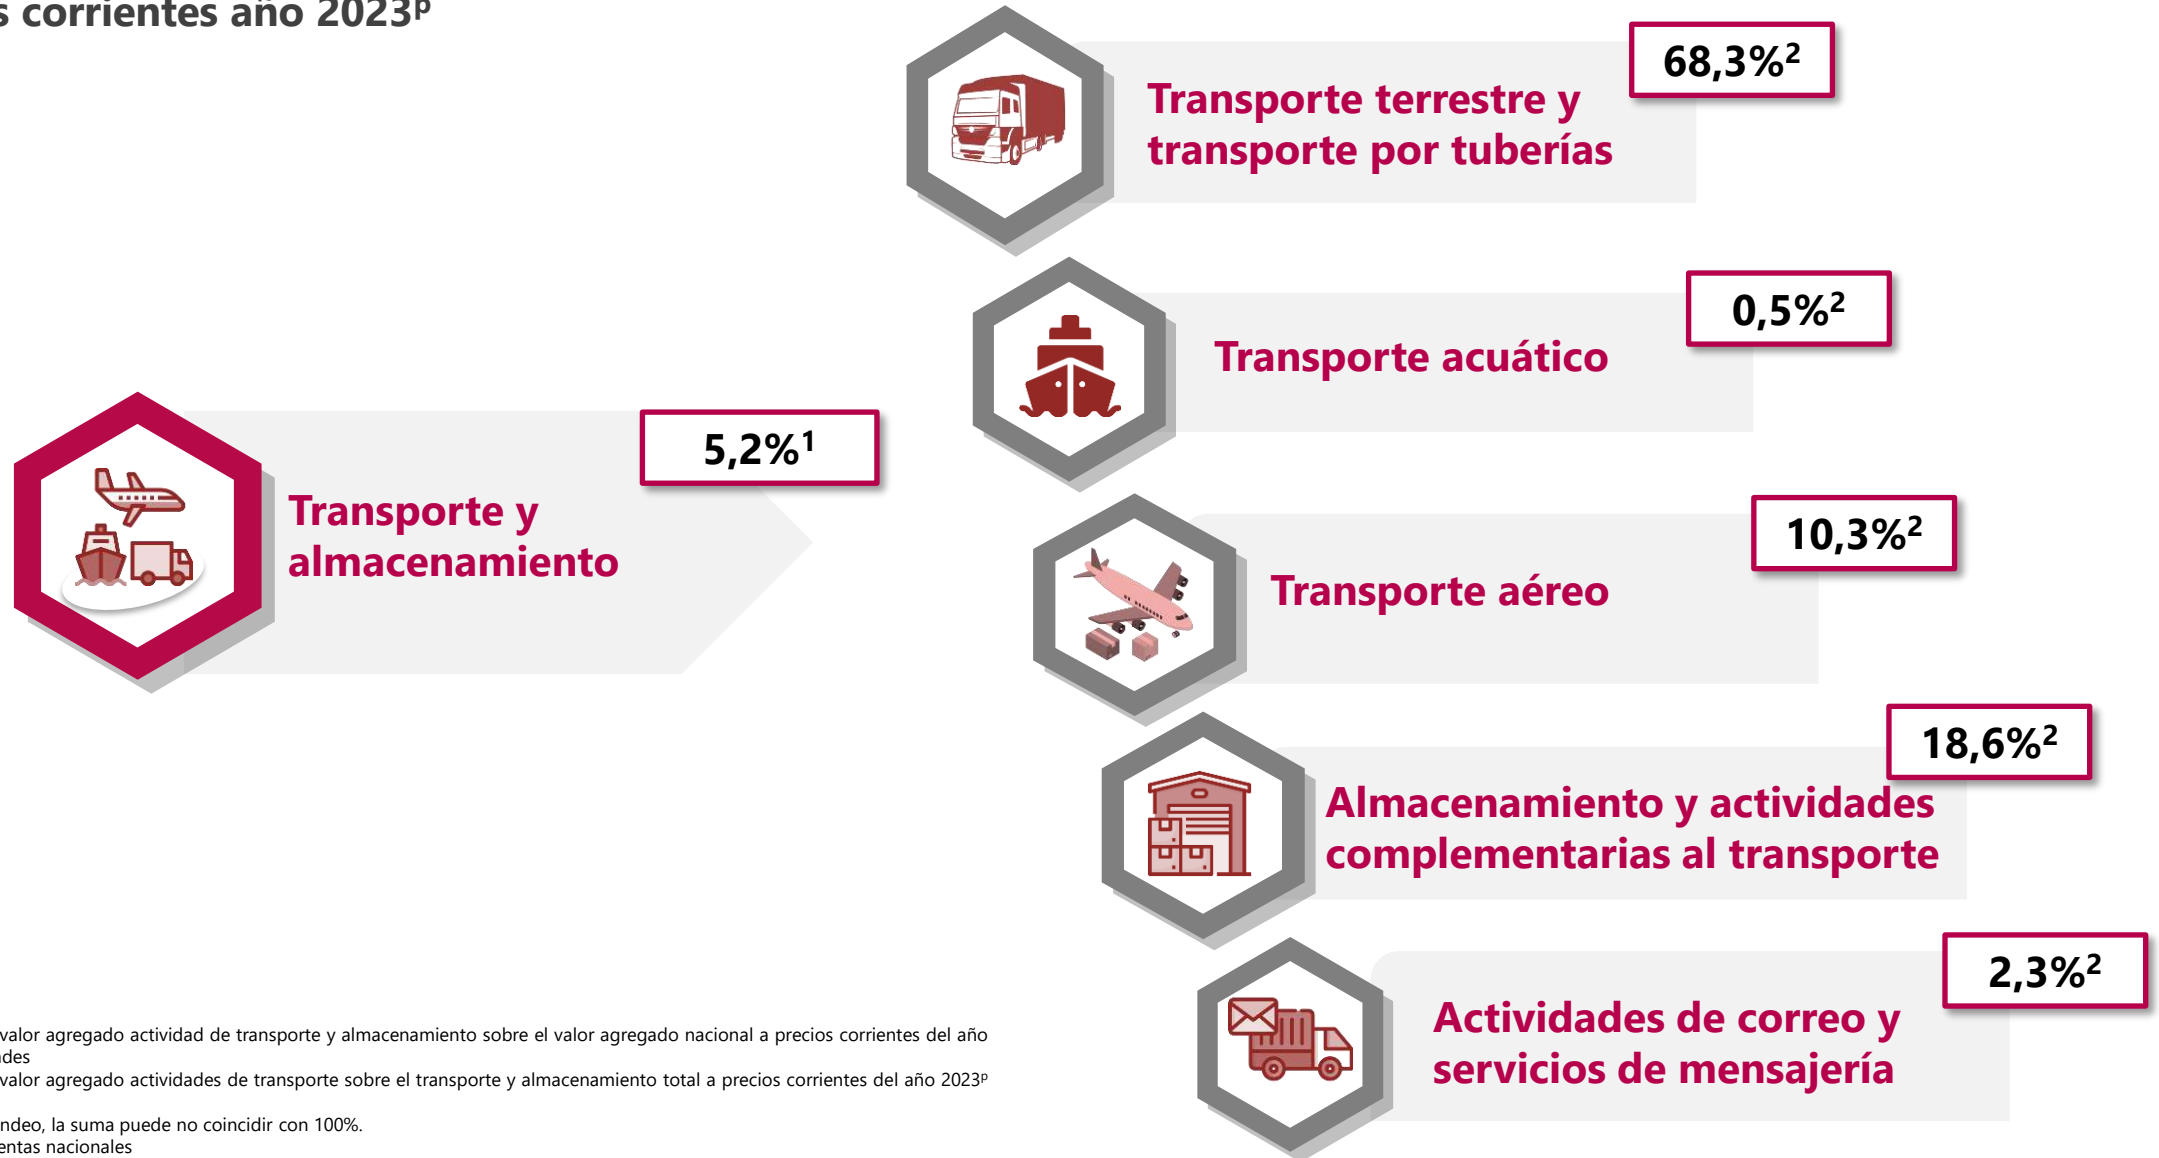 s corrientes año 2023ᵖ
68,3%²
Transporte terrestre y
transporte por tuberías
0,5%²
Transporte acuático
5,2%¹
Transporte y
almacenamiento
10,3%²
Transporte aéreo
18,6%²
Almacenamiento y actividades
complementarias al transporte
2,3%²
Actividades de correo y
servicios de mensajería
valor agregado actividad de transporte y almacenamiento sobre el valor agregado nacional a precios corrientes del año
des
valor agregado actividades de transporte sobre el transporte y almacenamiento total a precios corrientes del año 2023ᵖ
ndeo, la suma puede no coincidir con 100%.
entas nacionales